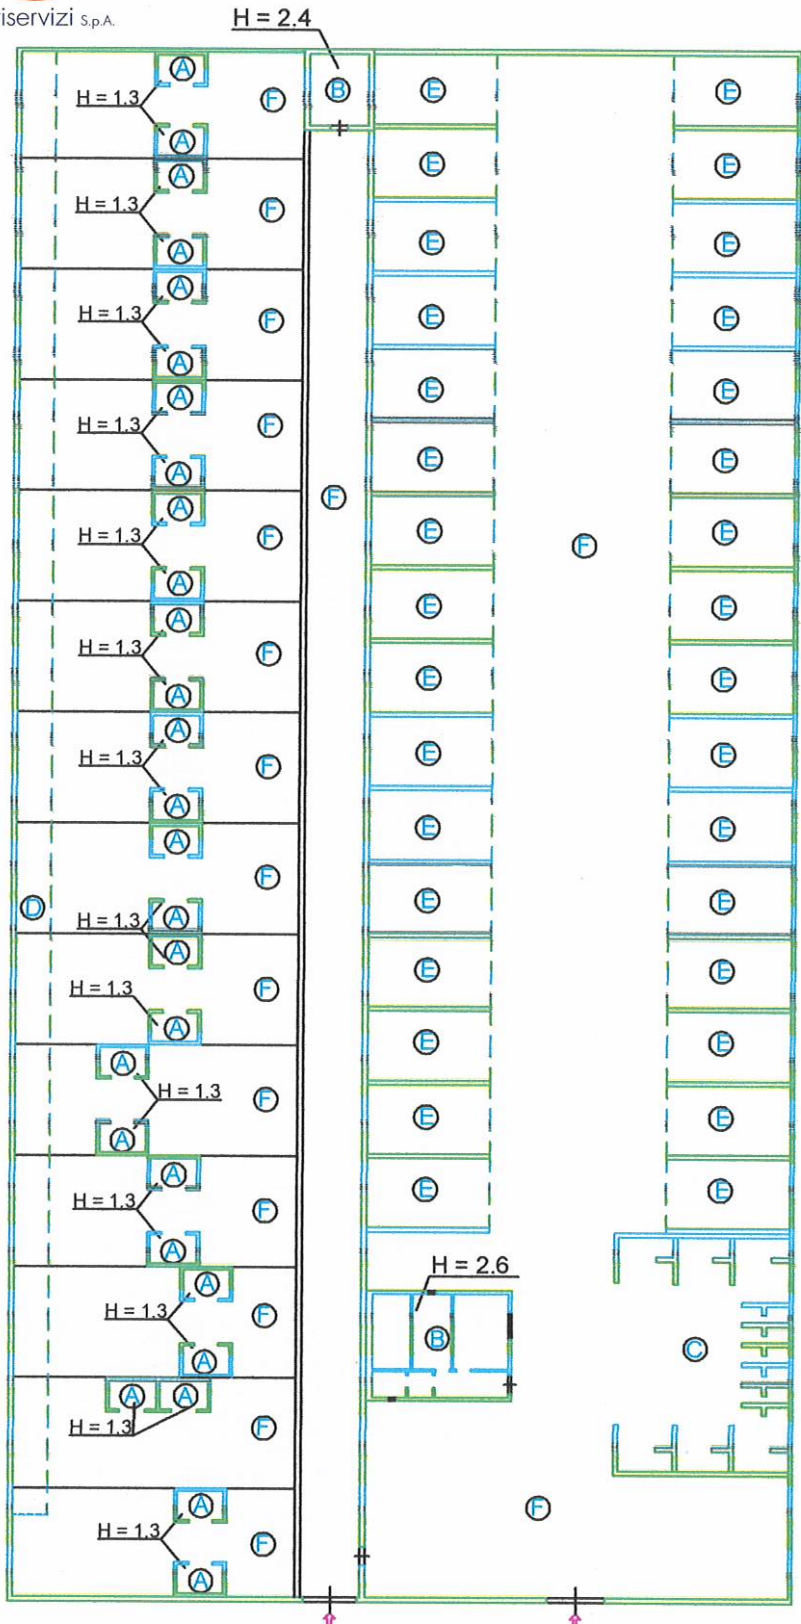 riservizi S.p.A.
H = 2.4
A B E E
H = 1.3 F
A
A E E
H = 1.3 F
A E E
A
H = 1.3 F E E
A
A E E
H = 1.3 F
A E E
F
A
H = 1.3 F E E
F
A
A E E
H = 1.3 F
A E E
A
H = 1.3 F E E
A
A E E
F
D
A E E
H = 1.3
A
H = 1.3 F E E
A
A E E
H = 1.3 F
A E E
A
H = 1.3 F E E
A
H = 2.6
A
H = 1.3 F
B C
A
A A
H = 1.3 F
A F
H = 1.3 F
A